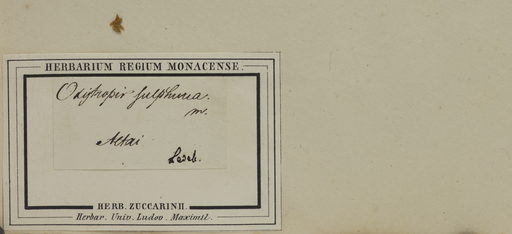 HERBARIUM REGIUM MONACENSE.
Oxytropis sulphurea.
m.
Altai
Ledeb.
HERB. ZUCCARINII.
Herbar. Univ. Ludov. Maximil.